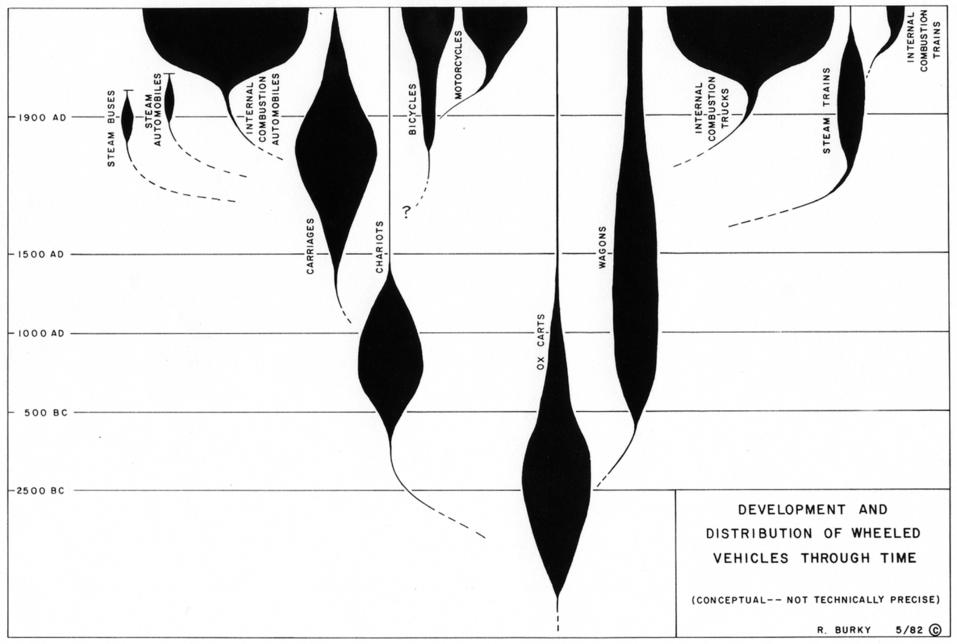 STEAM BUSES
STEAM
AUTOMOBILES
INTERNAL
COMBUSTION
AUTOMOBILES
CARRIAGES
CHARIOTS
BICYCLES
MOTORCYCLES
OX CARTS
WAGONS
INTERNAL
COMBUSTION
TRUCKS
STEAM TRAINS
INTERNAL
COMBUSTION
TRAINS
?
1900 AD
1500 AD
1000 AD
500 BC
2500 BC
DEVELOPMENT AND
DISTRIBUTION OF WHEELED
VEHICLES THROUGH TIME
(CONCEPTUAL-- NOT TECHNICALLY PRECISE)
R. BURKY 5/82 ©